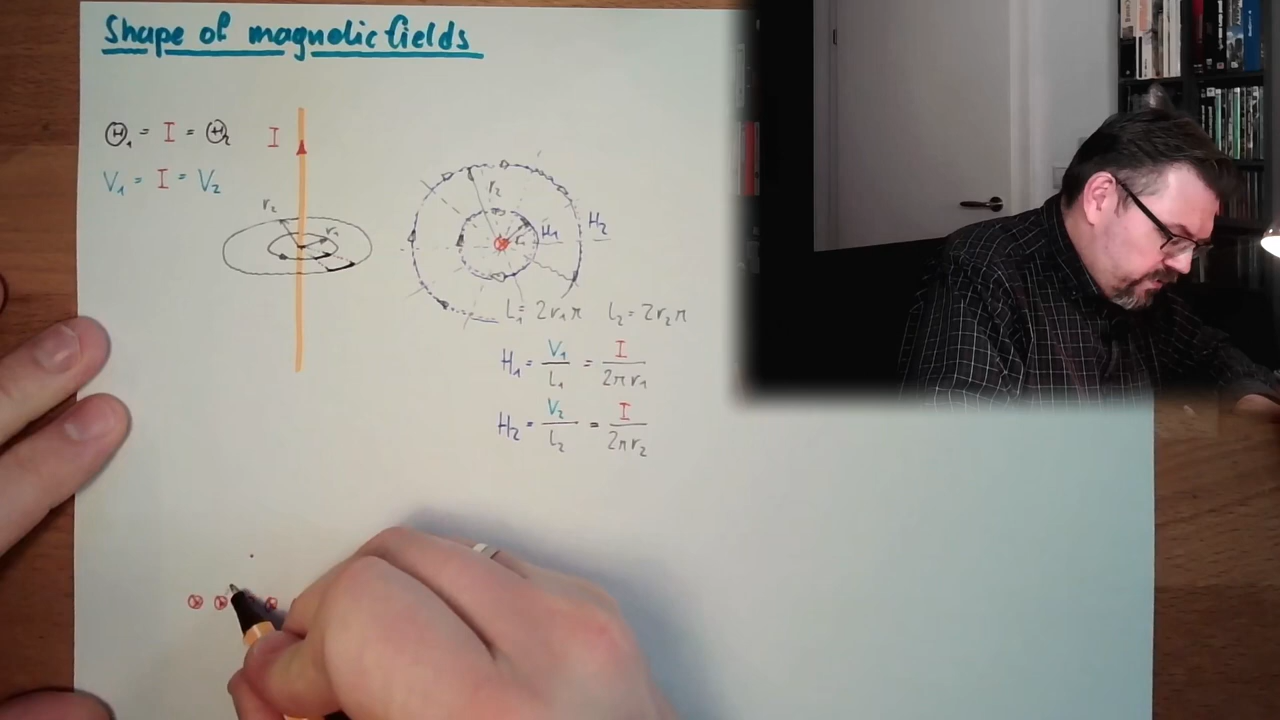 Shape of magnetic fields
Θ₁ = I = Θ₂
I
V₁ = I = V₂
r₂
r₁
r₂
r₁
H₁
H₂
L₁ = 2r₁π L₂ = 2r₂π
H₁ = V₁/L₁ = I/2πr₁
H₂ = V₂/L₂ = I/2πr₂